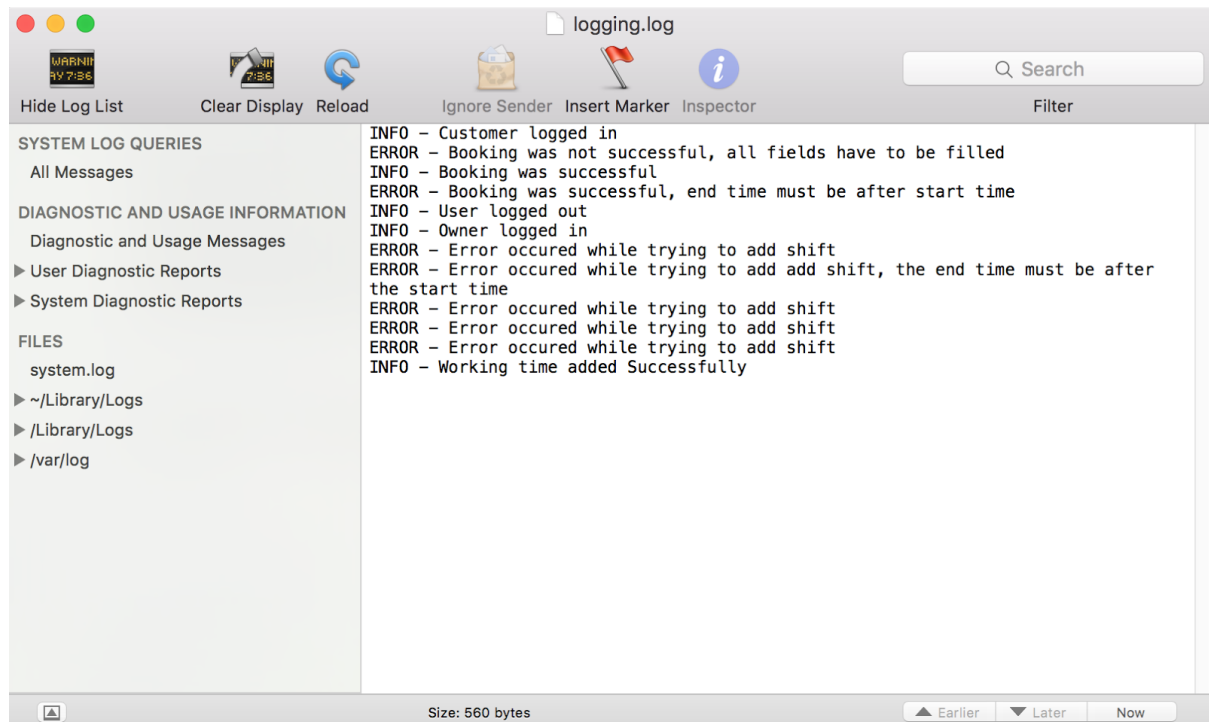 logging.log
WARNIN
AY 7:36
7:36
Hide Log List
Clear Display
Reload
Ignore Sender
Insert Marker
Inspector
Search
Filter
SYSTEM LOG QUERIES
All Messages
DIAGNOSTIC AND USAGE INFORMATION
Diagnostic and Usage Messages
User Diagnostic Reports
System Diagnostic Reports
FILES
system.log
~/Library/Logs
/Library/Logs
/var/log
INFO – Customer logged in
ERROR – Booking was not successful, all fields have to be filled
INFO – Booking was successful
ERROR – Booking was successful, end time must be after start time
INFO – User logged out
INFO – Owner logged in
ERROR – Error occured while trying to add shift
ERROR – Error occured while trying to add add shift, the end time must be after
the start time
ERROR – Error occured while trying to add shift
ERROR – Error occured while trying to add shift
ERROR – Error occured while trying to add shift
INFO – Working time added Successfully
Size: 560 bytes
Earlier
Later
Now